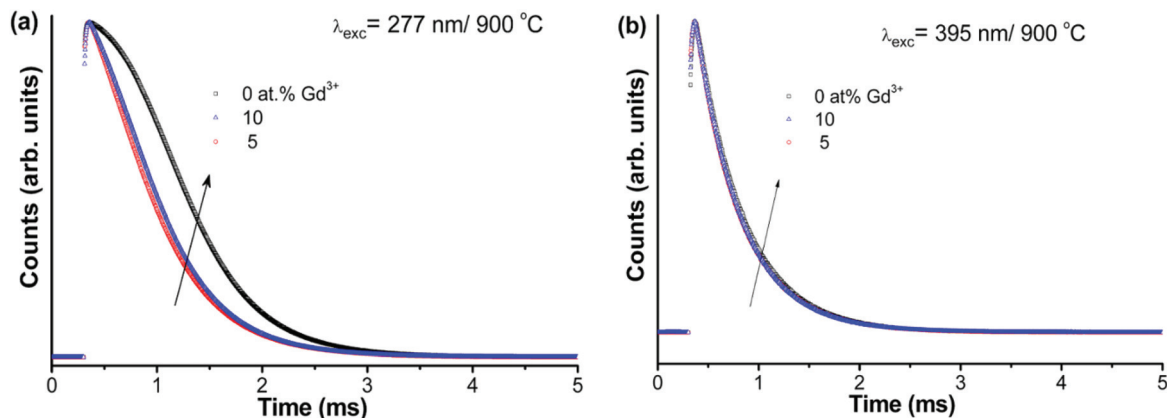 (a)
λexc= 277 nm/ 900 °C
0 at.% Gd³⁺
10
5
Counts (arb. units)
0 1 2 3 4 5
Time (ms)
(b)
λexc= 395 nm/ 900 °C
0 at% Gd³⁺
10
5
Counts (arb. units)
0 1 2 3 4 5
Time (ms)